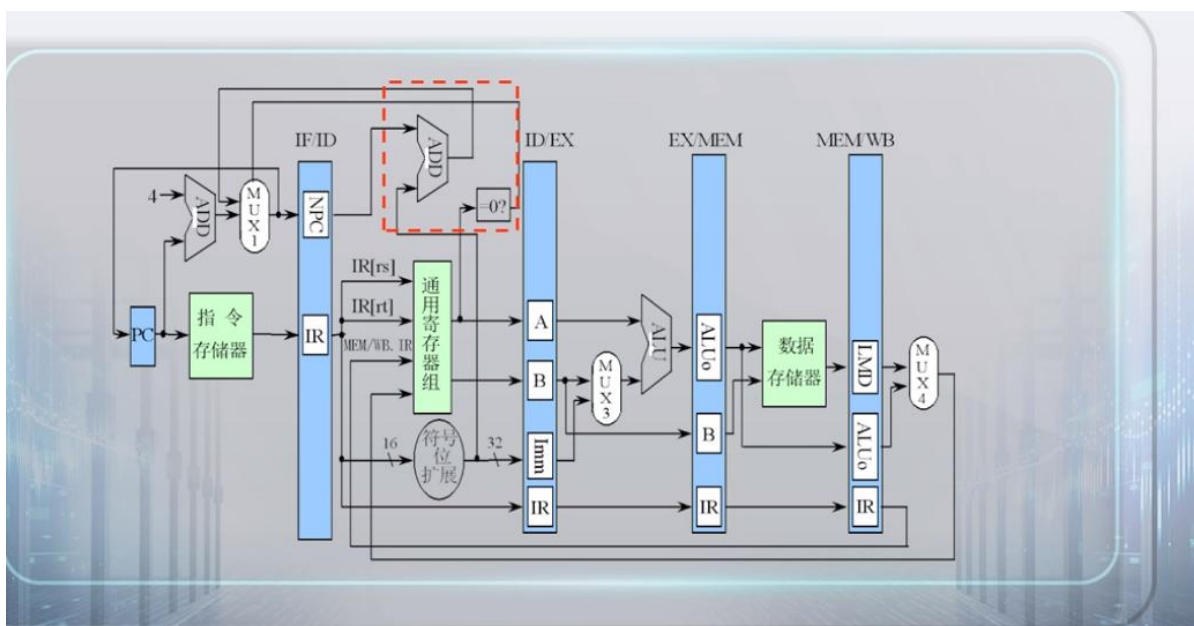 IF/ID
ID/EX
EX/MEM
MEM/WB
4
ADD
MUX1
NPC
ADD
=0?
PC
指令
存储器
IR
IR[rs]
IR[rt]
MEM/WB.IR
通用寄存器组
16
符号
位
扩展
32
A
B
Imm
IR
MUX3
ALU
ALUo
B
IR
数据
存储器
LMD
ALUo
IR
MUX4